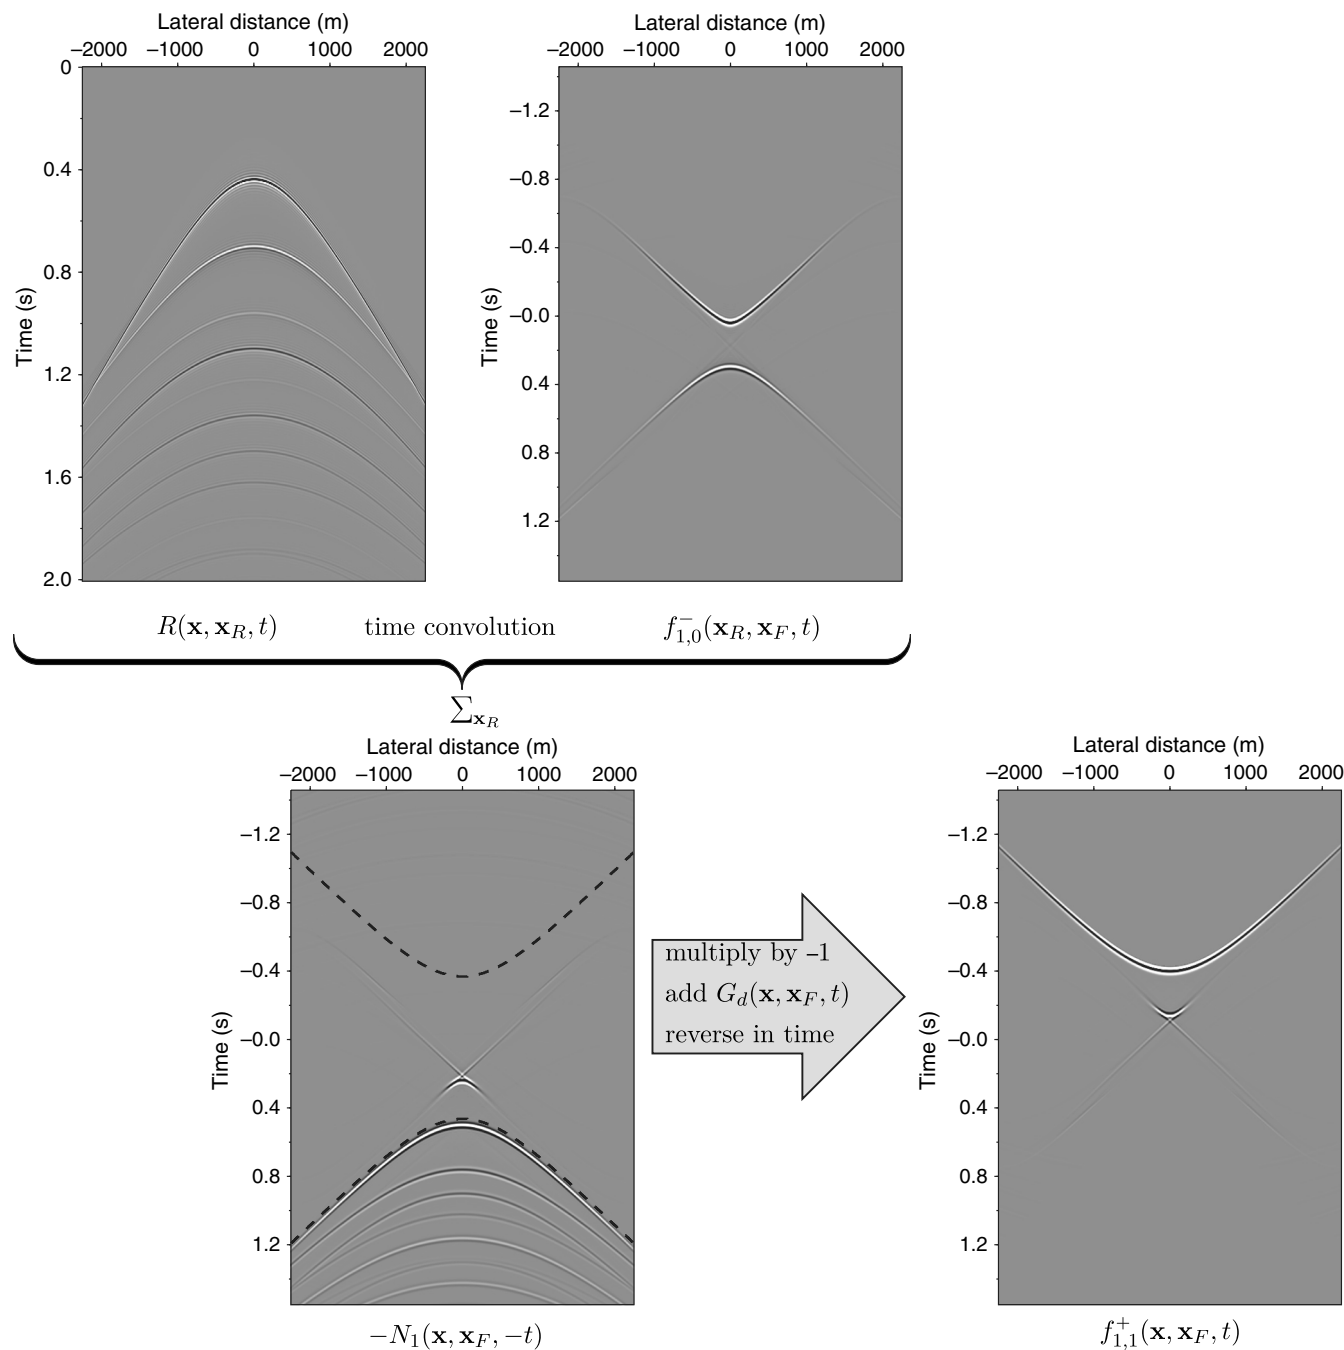 Lateral distance (m)
–2000 –1000 0 1000 2000
0
0.4
0.8
1.2
1.6
2.0
Time (s)
Lateral distance (m)
–2000 –1000 0 1000 2000
–1.2
–0.8
–0.4
–0.0
0.4
0.8
1.2
Time (s)
R(x, x_R, t) time convolution f^-_{1,0}(x_R, x_F, t)
∑_{x_R}
Lateral distance (m)
–2000 –1000 0 1000 2000
–1.2
–0.8
–0.4
–0.0
0.4
0.8
1.2
Time (s)
−N_1(x, x_F, −t)
multiply by –1
add G_d(x, x_F, t)
reverse in time
Lateral distance (m)
–2000 –1000 0 1000 2000
–1.2
–0.8
–0.4
–0.0
0.4
0.8
1.2
Time (s)
f^+_{1,1}(x, x_F, t)